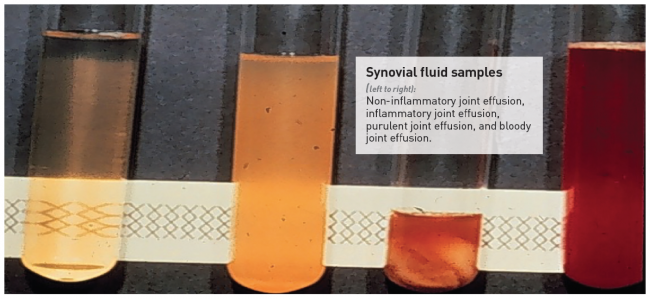 Synovial fluid samples
(left to right):
Non-inflammatory joint effusion,
inflammatory joint effusion,
purulent joint effusion, and bloody
joint effusion.